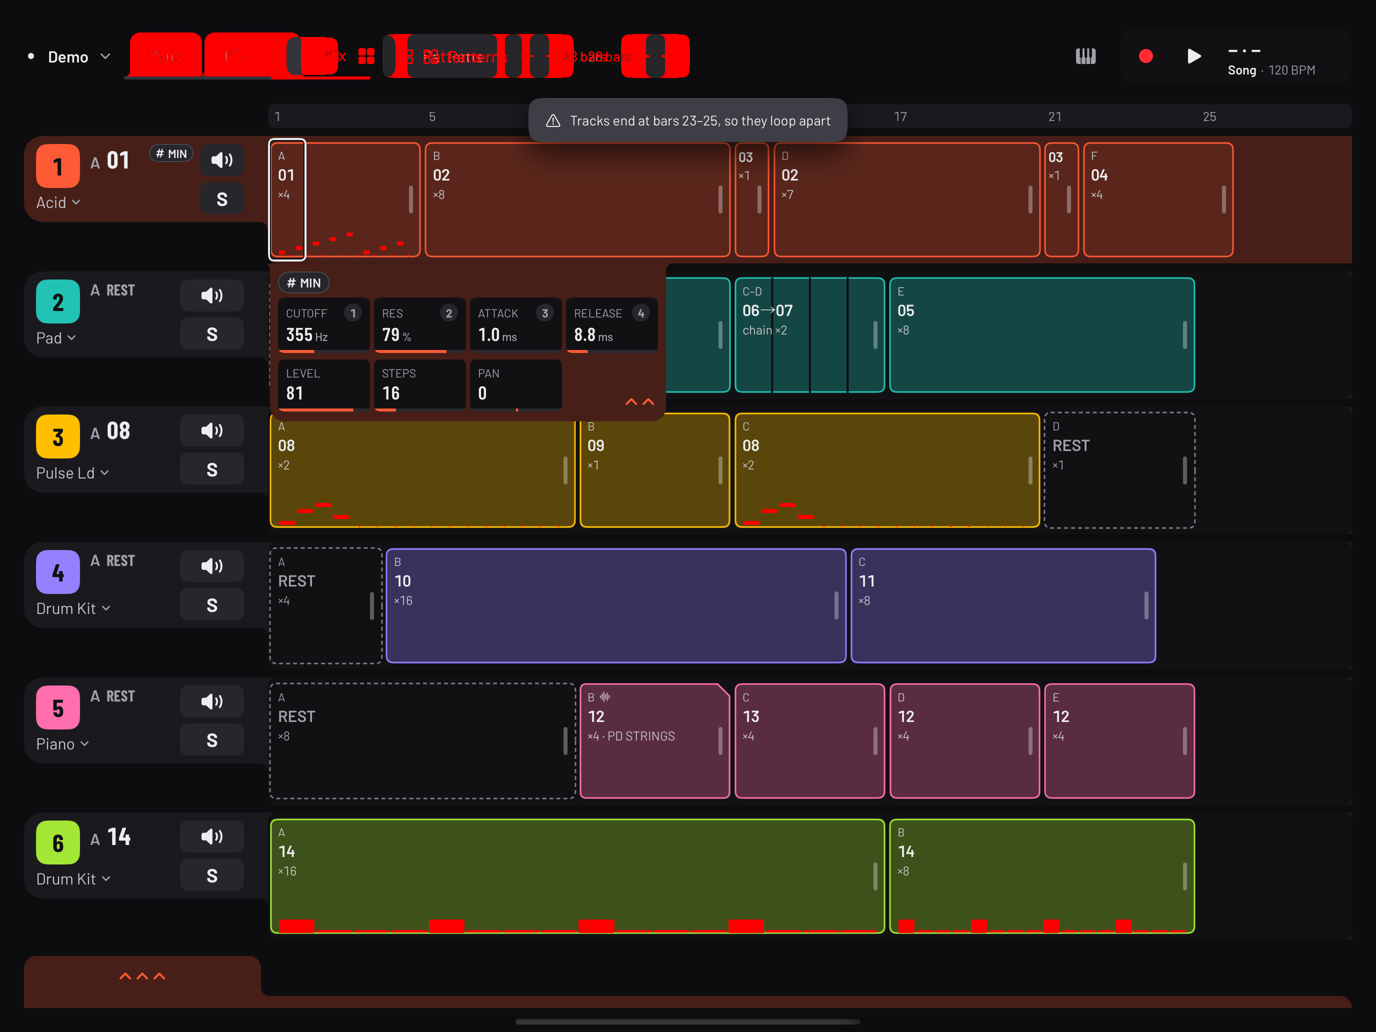 Demo
Song · 120 BPM
1 5 17 21 25
Tracks end at bars 23–25, so they loop apart
1 A 01 # MIN
Acid
S
A 01 ×4
B 02 ×8
03 ×1
D 02 ×7
03 ×1
F 04 ×4
2 A REST
Pad
S
# MIN
CUTOFF 1 RES 2 ATTACK 3 RELEASE 4
355 Hz 79 % 1.0 ms 8.8 ms
LEVEL STEPS PAN
81 16 0
C–D 06→07 chain ×2
E 05 ×8
3 A 08
Pulse Ld
S
A 08 ×2
B 09 ×1
C 08 ×2
D REST ×1
4 A REST
Drum Kit
S
A REST ×4
B 10 ×16
C 11 ×8
5 A REST
Piano
S
A REST ×8
B 12 ×4 · PD STRINGS
C 13 ×4
D 12 ×4
E 12 ×4
6 A 14
Drum Kit
S
A 14 ×16
B 14 ×8